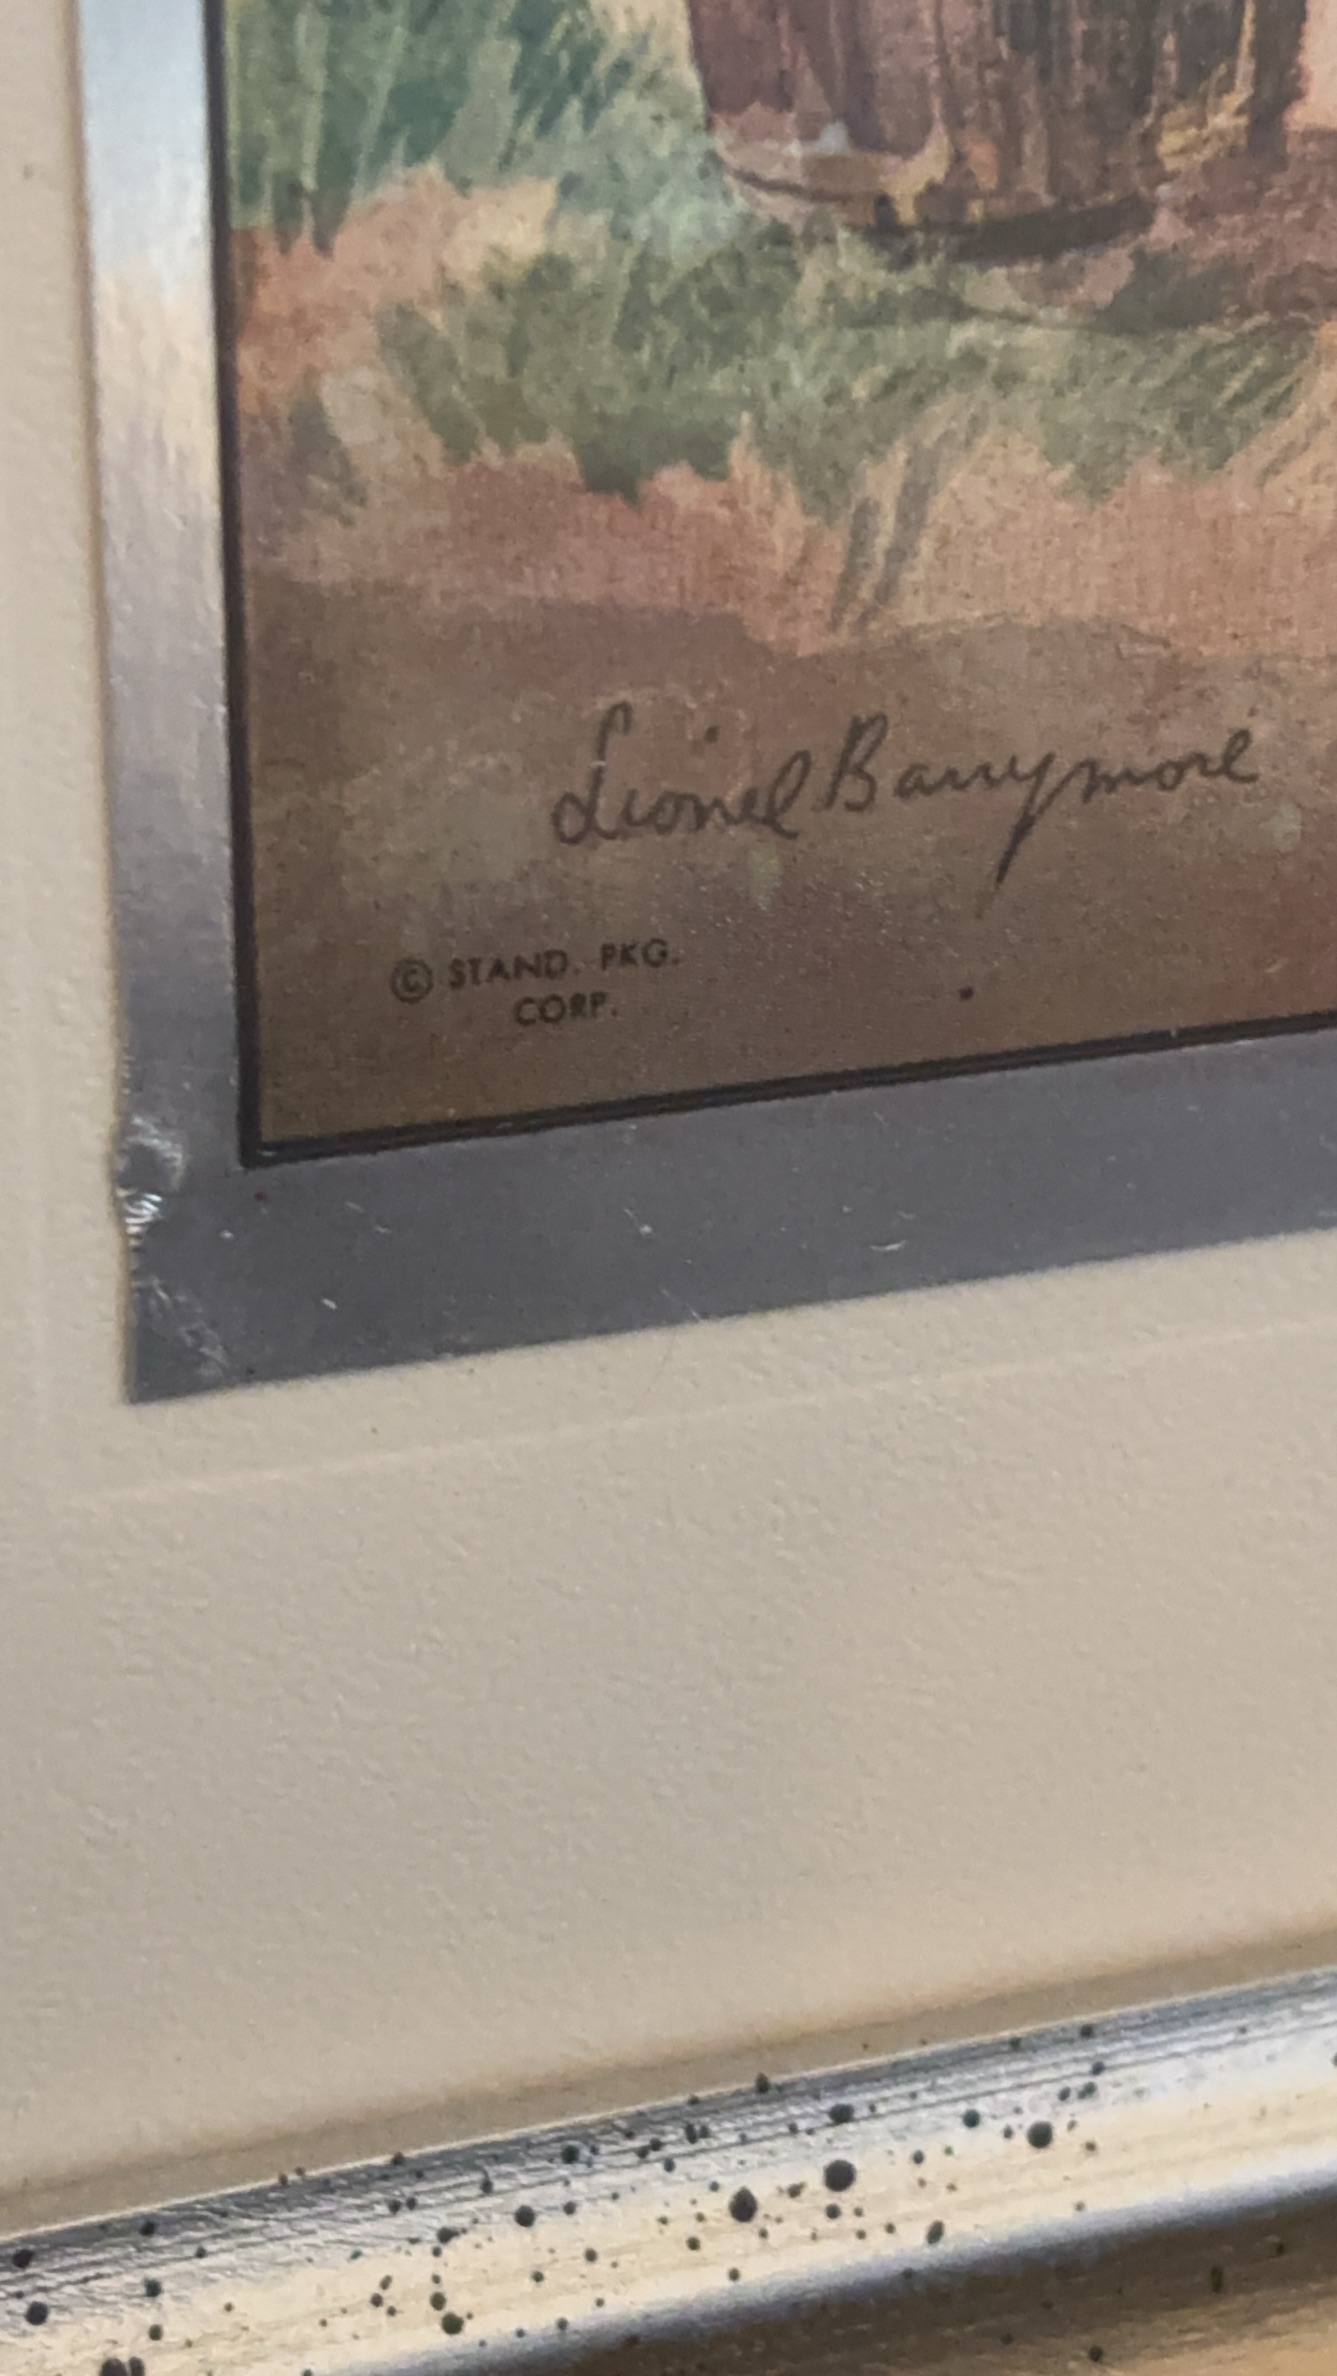 Lionel Barrymore
© STAND. PKG.
CORP.